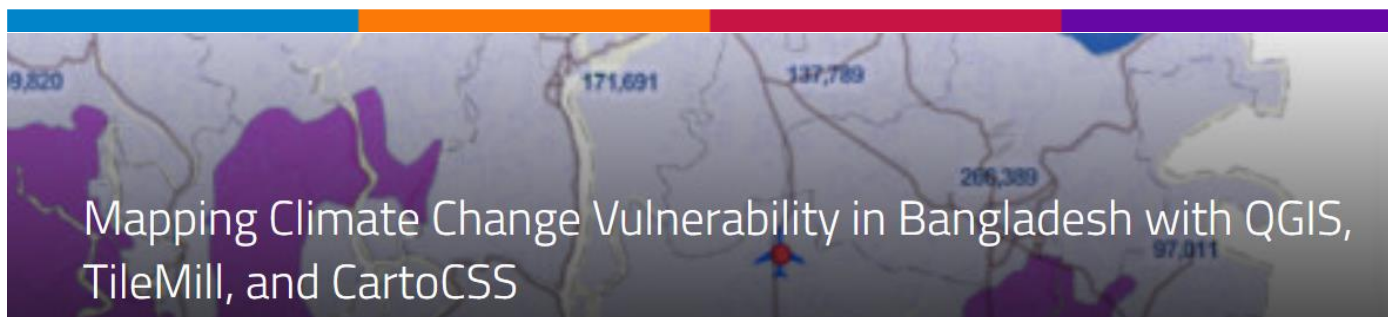 9,820
171,691
137,789
266,389
Mapping Climate Change Vulnerability in Bangladesh with QGIS,
97,011
TileMill, and CartoCSS